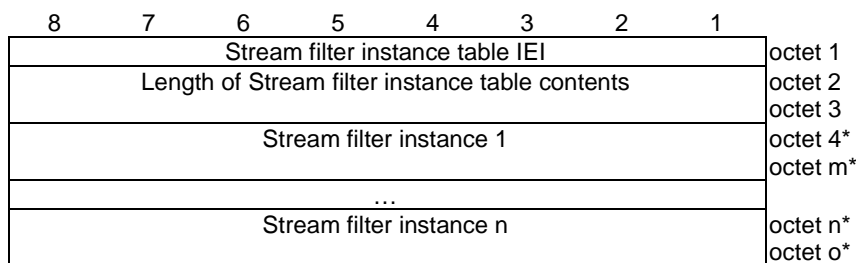 8 7 6 5 4 3 2 1
Stream filter instance table IEI octet 1
Length of Stream filter instance table contents octet 2
octet 3
Stream filter instance 1 octet 4*
octet m*
…
Stream filter instance n octet n*
octet o*